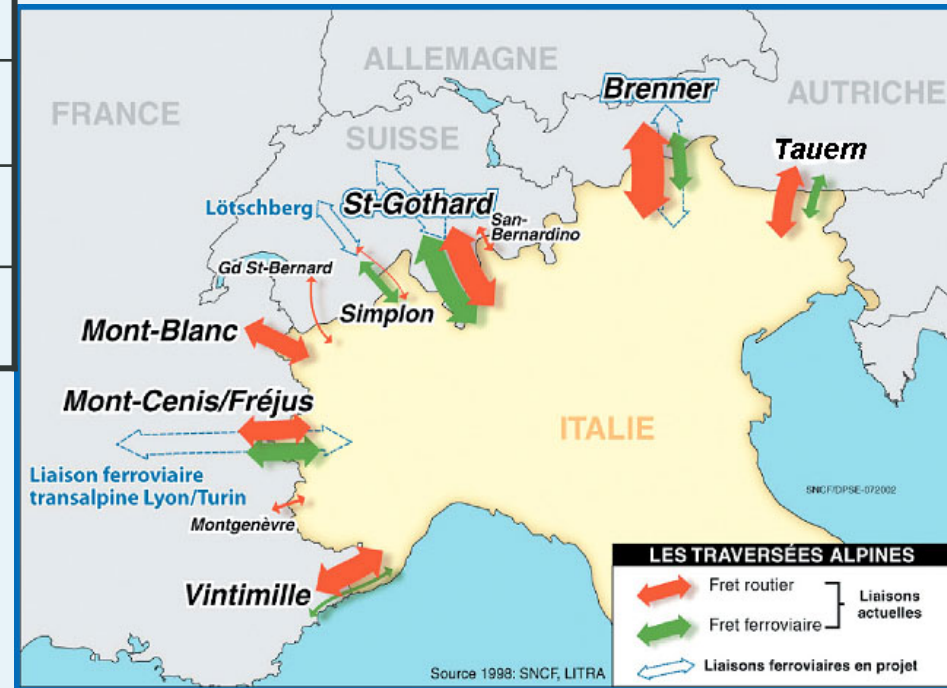 ALLEMAGNE
FRANCE
SUISSE
AUTRICHE
Brenner
Tauern
Lötschberg
St-Gothard
San-
Bernardino
Gd St-Bernard
Simplon
Mont-Blanc
Mont-Cenis/Fréjus
ITALIE
Liaison ferroviaire
transalpine Lyon/Turin
Montgenèvre
Vintimille
SNCF/DPSE-072002
LES TRAVERSÉES ALPINES
Fret routier
Fret ferroviaire
Liaisons
actuelles
Liaisons ferroviaires en projet
Source 1998: SNCF, LITRA